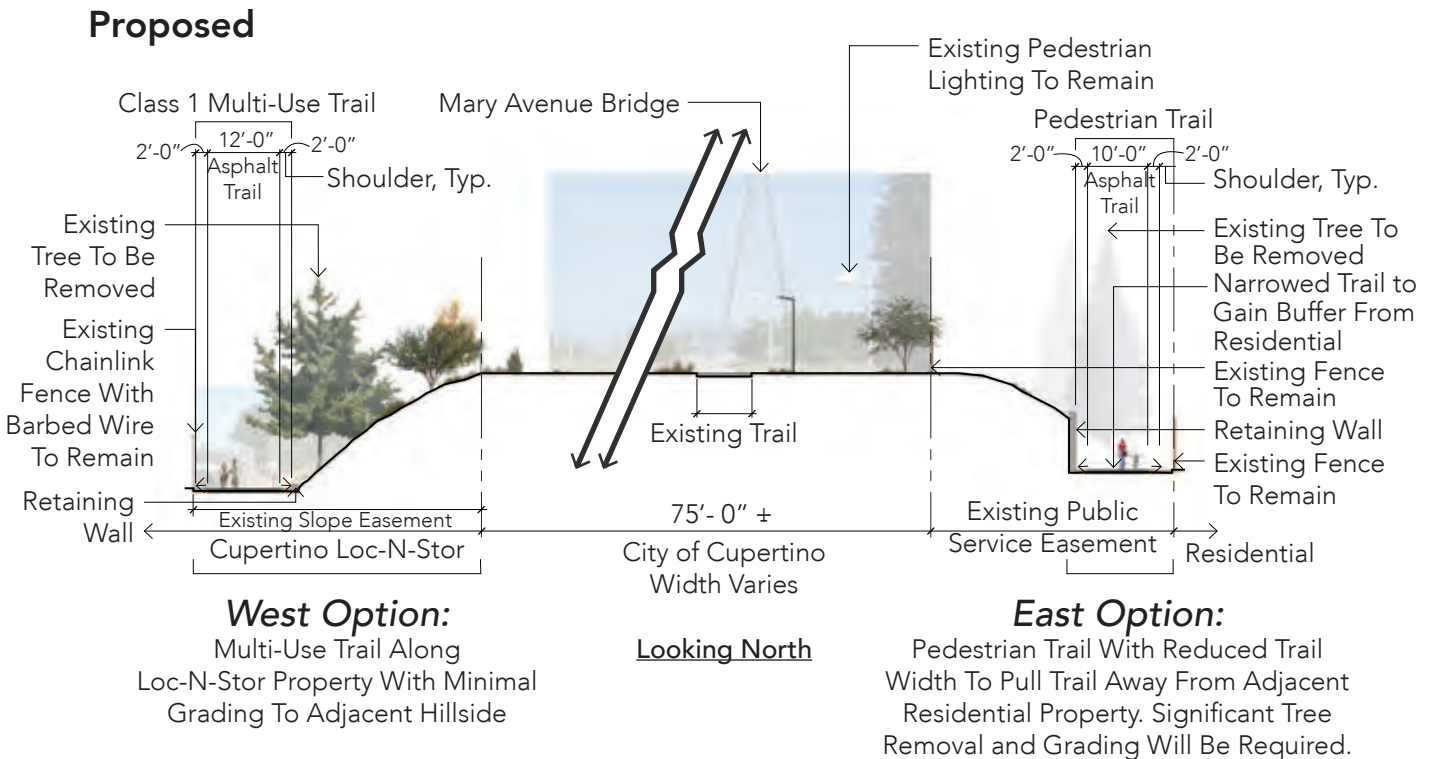 Proposed
Class 1 Multi-Use Trail
2'-0"
12'-0"
2'-0"
Asphalt
Trail
Shoulder, Typ.
Existing
Tree To Be
Removed
Existing
Chainlink
Fence With
Barbed Wire
To Remain
Retaining
Wall
Existing Slope Easement
Cupertino Loc-N-Stor
West Option:
Multi-Use Trail Along
Loc-N-Stor Property With Minimal
Grading To Adjacent Hillside
Mary Avenue Bridge
Existing Pedestrian
Lighting To Remain
Existing Trail
75'- 0" ±
City of Cupertino
Width Varies
Looking North
Pedestrian Trail
2'-0"
10'-0"
2'-0"
Asphalt
Trail
Shoulder, Typ.
Existing Tree To
Be Removed
Narrowed Trail to
Gain Buffer From
Residential
Existing Fence
To Remain
Retaining Wall
Existing Fence
To Remain
Existing Public
Service Easement
Residential
East Option:
Pedestrian Trail With Reduced Trail
Width To Pull Trail Away From Adjacent
Residential Property. Significant Tree
Removal and Grading Will Be Required.